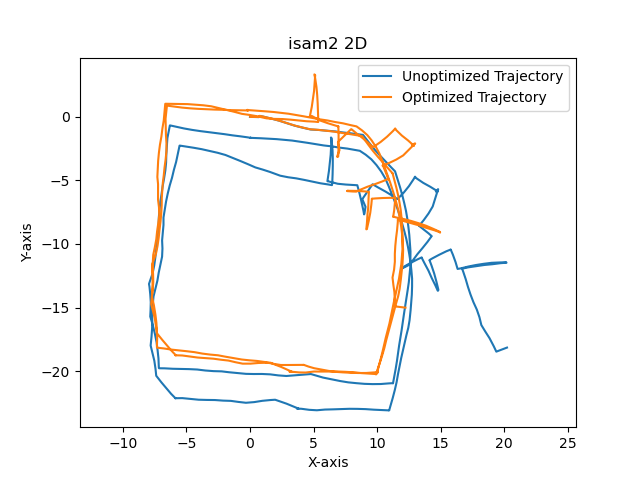 isam2 2D
Unoptimized Trajectory
Optimized Trajectory
Y-axis
0
−5
−10
−15
−20
−10
−5
0
5
10
15
20
25
X-axis